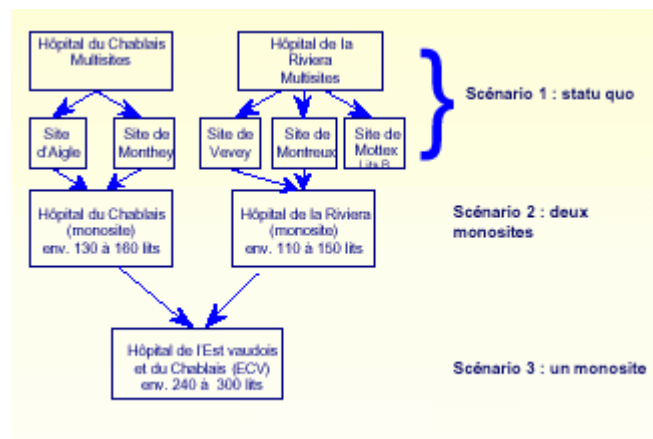 Hôpital du Chablais
Multisites
Hôpital de la
Riviera
Multisites
Scénario 1 : statu quo
Site
d'Aigle
Site de
Monthey
Site de
Vevey
Site de
Montreux
Site de
Mottex
Lits B
Hôpital du Chablais
(monosite)
env. 130 à 160 lits
Hôpital de la Riviera
(monosite)
env. 110 à 150 lits
Scénario 2 : deux
monosites
Hôpital de l'Est vaudois
et du Chablais (ECV)
env. 240 à 300 lits
Scénario 3 : un monosite